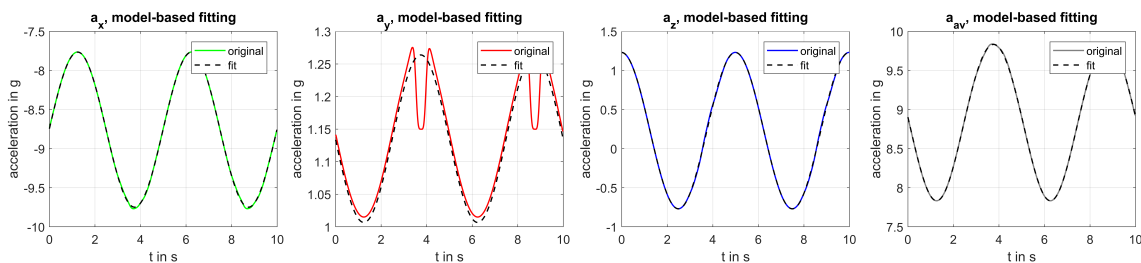 a_x, model-based fitting
acceleration in g
-7.5
-8
-8.5
-9
-9.5
-10
0 2 4 6 8 10
t in s
original
fit
a_y, model-based fitting
acceleration in g
1.3
1.25
1.2
1.15
1.1
1.05
1
0 2 4 6 8 10
t in s
original
fit
a_z, model-based fitting
acceleration in g
1.5
1
0.5
0
-0.5
-1
0 2 4 6 8 10
t in s
original
fit
a_av, model-based fitting
acceleration in g
10
9.5
9
8.5
8
7.5
0 2 4 6 8 10
t in s
original
fit